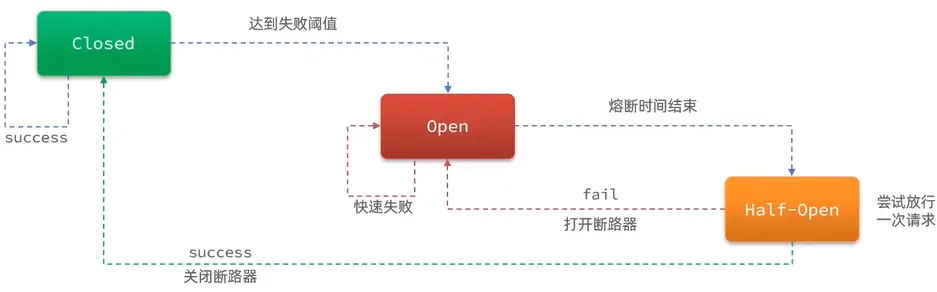 达到失败阈值
Closed
success
Open
熔断时间结束
快速失败
fail
打开断路器
Half-Open
尝试放行
一次请求
success
关闭断路器